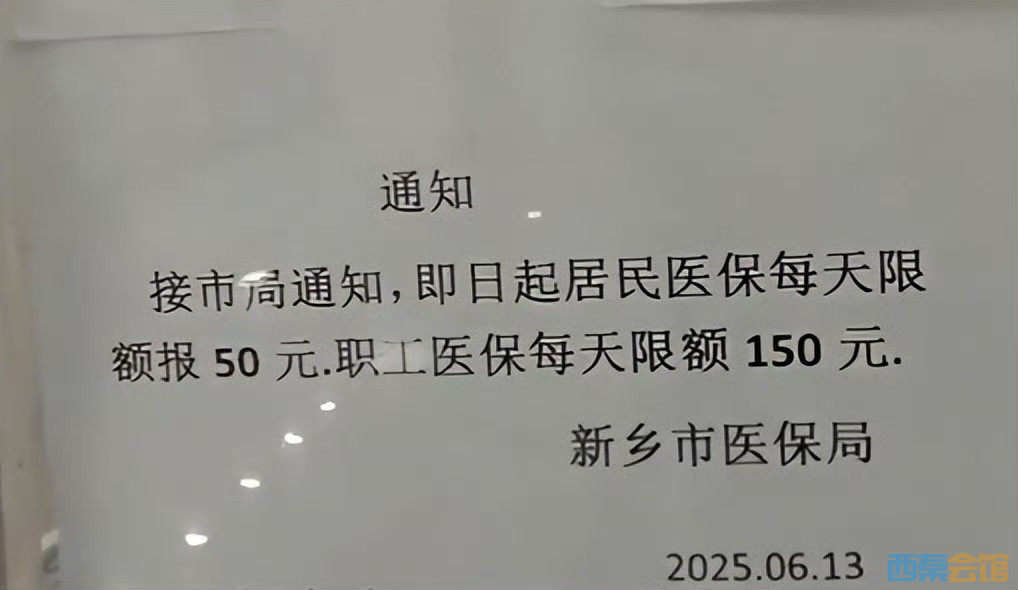 通知
接市局通知,即日起居民医保每天限
额报 50 元.职工医保每天限额 150 元.
新乡市医保局
2025.06.13
西秦会馆